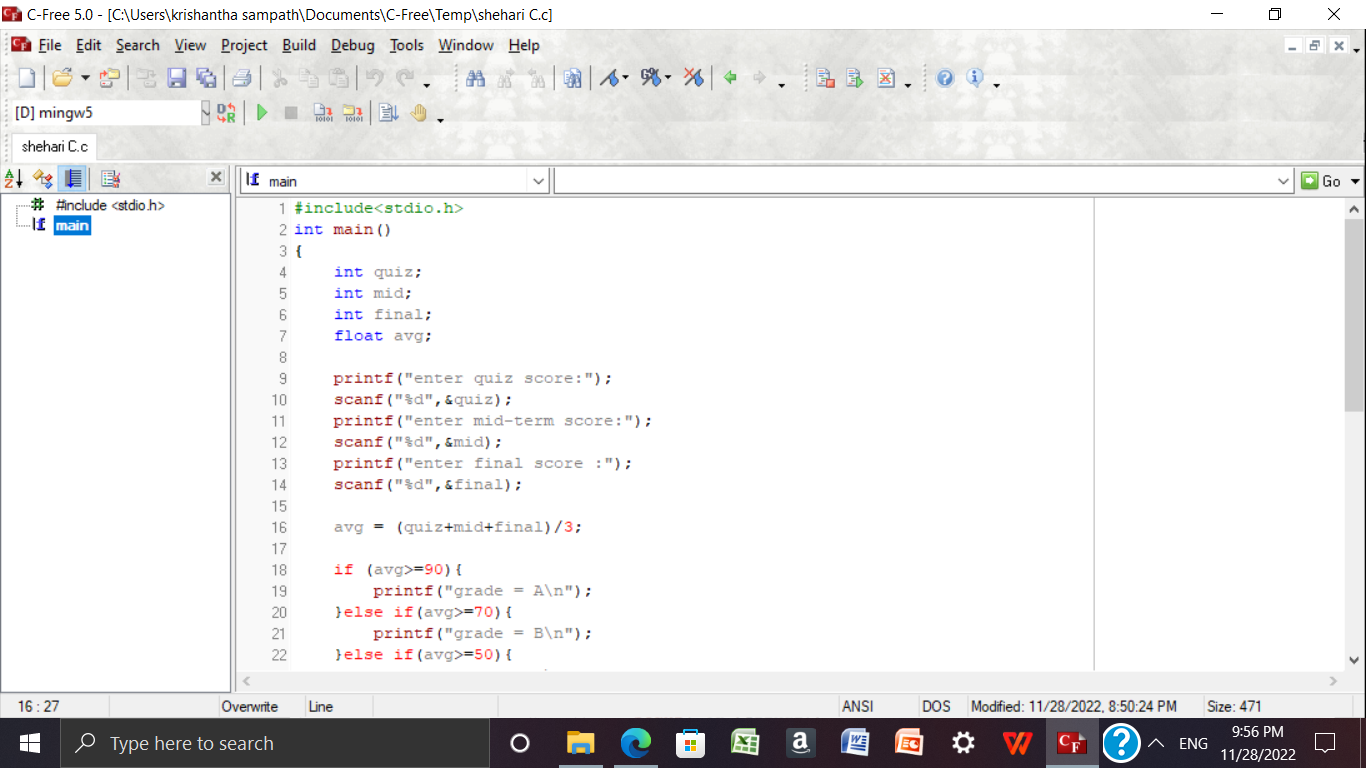 C-Free 5.0 - [C:\Users\krishantha sampath\Documents\C-Free\Temp\shehari C.c]
File Edit Search View Project Build Debug Tools Window Help
[D] mingw5
shehari C.c
main
Go
#include <stdio.h>
main
1 #include<stdio.h>
2 int main()
3 {
4     int quiz;
5     int mid;
6     int final;
7     float avg;
8
9     printf("enter quiz score:");
10     scanf("%d",&quiz);
11     printf("enter mid-term score:");
12     scanf("%d",&mid);
13     printf("enter final score :");
14     scanf("%d",&final);
15
16     avg = (quiz+mid+final)/3;
17
18     if (avg>=90){
19         printf("grade = A\n");
20     }else if(avg>=70){
21         printf("grade = B\n");
22     }else if(avg>=50){
16 : 27 Overwrite Line ANSI DOS Modified: 11/28/2022, 8:50:24 PM Size: 471
Type here to search
ENG
9:56 PM
11/28/2022